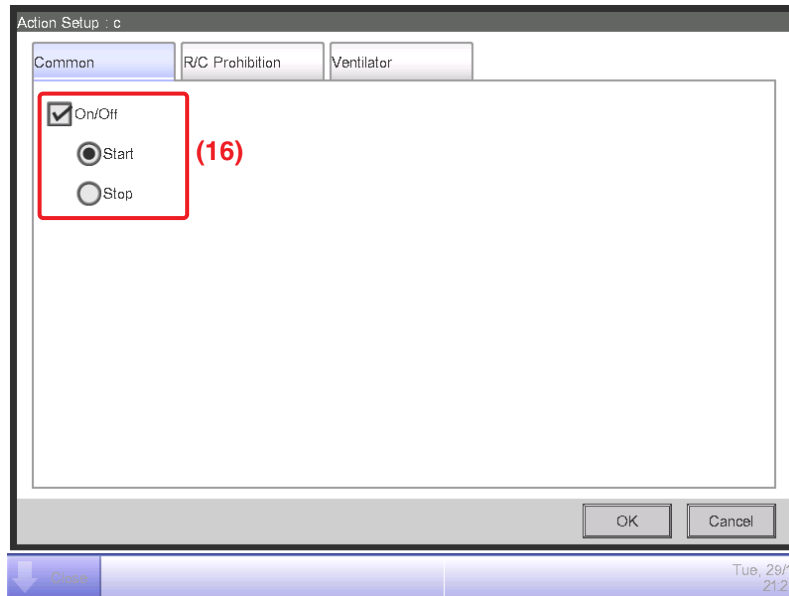 Action Setup : c
Common R/C Prohibition Ventilator
On/Off
Start
(16)
Stop
OK Cancel
Close Tue, 29/
21:2